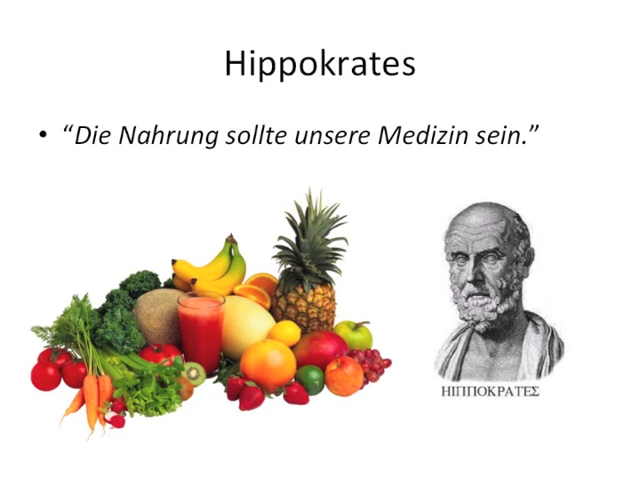 Hippokrates
• “Die Nahrung sollte unsere Medizin sein.”
ΗΙΠΠΟΚΡΑΤΕΣ